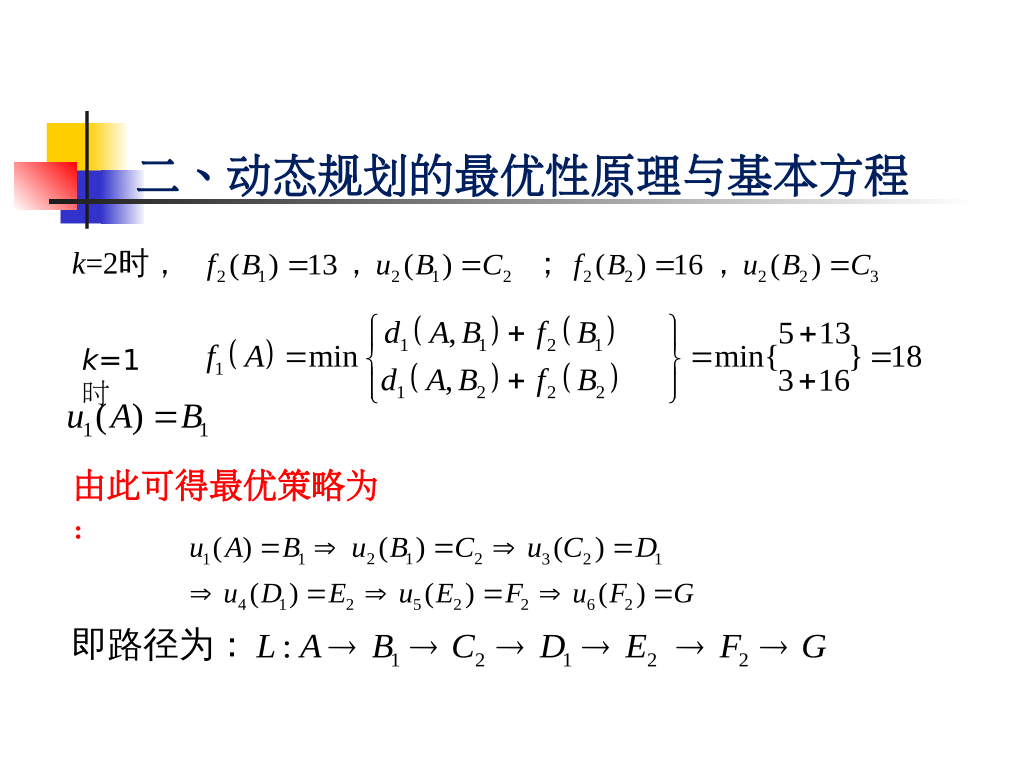 二、动态规划的最优性原理与基本方程
k=2时， f₂(B₁)=13，u₂(B₁)=C₂ ；f₂(B₂)=16，u₂(B₂)=C₃
k=1时 f₁(A)=min{d₁(A,B₁)+f₂(B₁) d₁(A,B₂)+f₂(B₂)}=min{5+13 3+16}=18
u₁(A)=B₁
由此可得最优策略为
：
u₁(A)=B₁⇒ u₂(B₁)=C₂⇒u₃(C₂)=D₁
⇒u₄(D₁)=E₂⇒u₅(E₂)=F₂⇒u₆(F₂)=G
即路径为：L:A→B₁→C₂→D₁→E₂→F₂→G